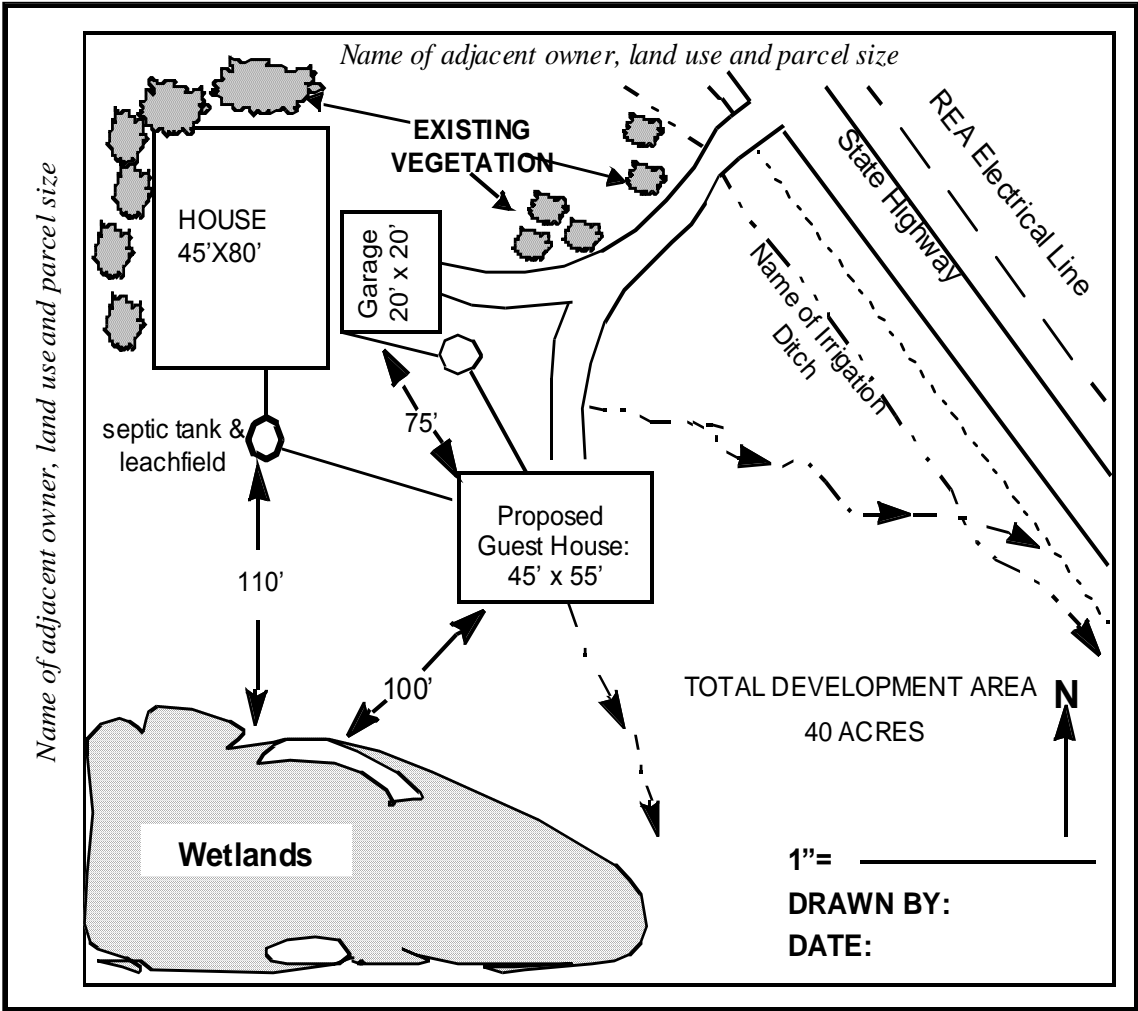 Name of adjacent owner, land use and parcel size
EXISTING
VEGETATION
REA Electrical Line
State Highway
HOUSE
45'X80’
Garage
20’ x 20’
Name of Irrigation
Ditch
Name of adjacent owner, land use and parcel size
75’
septic tank &
leachfield
Proposed
Guest House:
45’ x 55’
110’
100’
TOTAL DEVELOPMENT AREA
40 ACRES
N
Wetlands
1”=
DRAWN BY:
DATE: